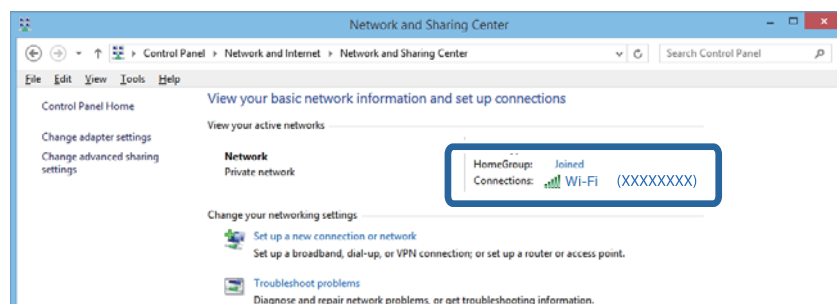 Network and Sharing Center
Control Panel Network and Internet Network and Sharing Center Search Control Panel
File Edit View Tools Help
Control Panel Home
Change adapter settings
Change advanced sharing
settings
View your basic network information and set up connections
View your active networks
Network
Private network
HomeGroup: Joined
Connections: Wi-Fi (XXXXXXXX)
Change your networking settings
Set up a new connection or network
Set up a broadband, dial-up, or VPN connection; or set up a router or access point.
Troubleshoot problems
Diagnose and repair network problems, or get troubleshooting information.